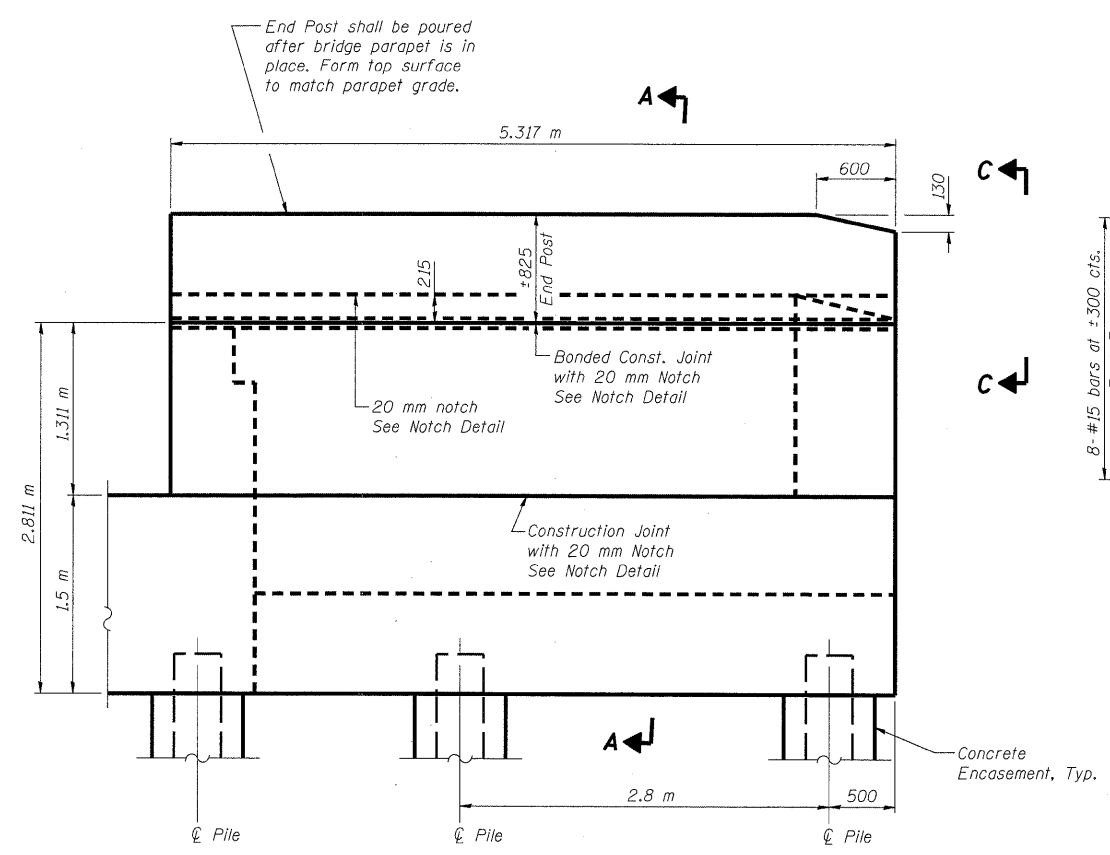 End Post shall be poured
after bridge parapet is in
place. Form top surface
to match parapet grade.
A
5.317 m
600
C
130
±825
End Post
215
8- #15 bars at ±300 cts.
Bonded Const. Joint
with 20 mm Notch
See Notch Detail
C
20 mm notch
See Notch Detail
1.311 m
2.811 m
Construction Joint
with 20 mm Notch
See Notch Detail
1.5 m
A
Concrete
Encasement, Typ.
2.8 m
500
℄ Pile
℄ Pile
℄ Pile